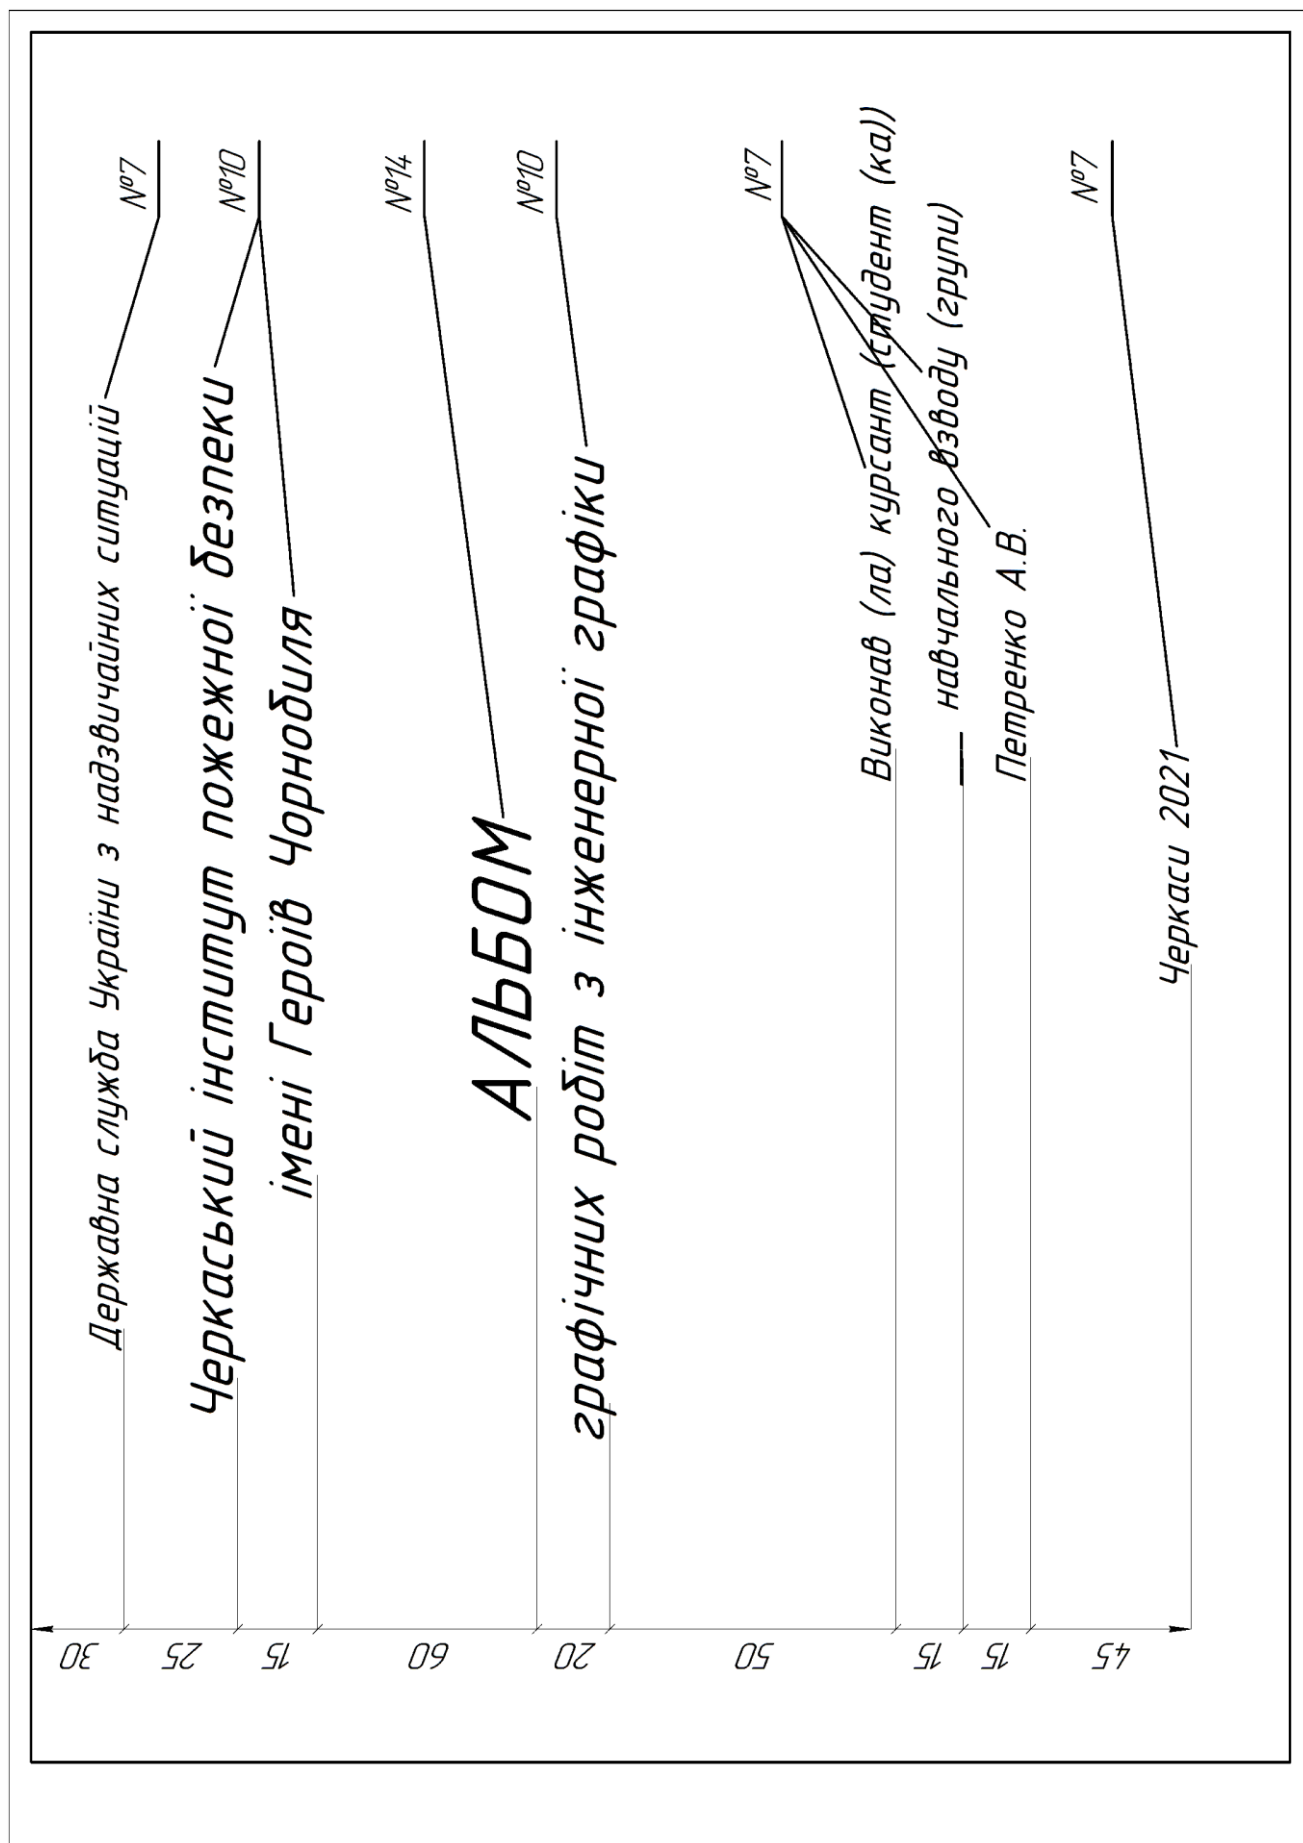 Державна служба України з надзвичайних ситуацій
№7
Черкаський інститут пожежної безпеки
імені Героїв Чорнобиля
№10
АЛЬБОМ
№14
графічних робіт з інженерної графіки
№10
Виконав (ла) курсант (студент (ка))
навчального взводу (групи)
Петренко А.В.
№7
Черкаси 2021
№7
30
25
15
60
20
50
15
15
45